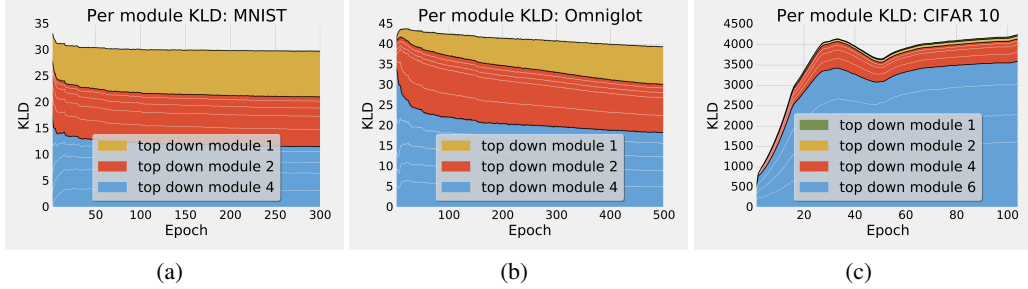 Per module KLD: MNIST
35
30
25
20
15
10
5
0
KLD
top down module 1
top down module 2
top down module 4
50 100 150 200 250 300
Epoch
(a)
Per module KLD: Omniglot
45
40
35
30
25
20
15
10
5
0
KLD
top down module 1
top down module 2
top down module 4
100 200 300 400 500
Epoch
(b)
Per module KLD: CIFAR 10
4500
4000
3500
3000
2500
2000
1500
1000
500
0
KLD
top down module 1
top down module 2
top down module 4
top down module 6
20 40 60 80 100
Epoch
(c)